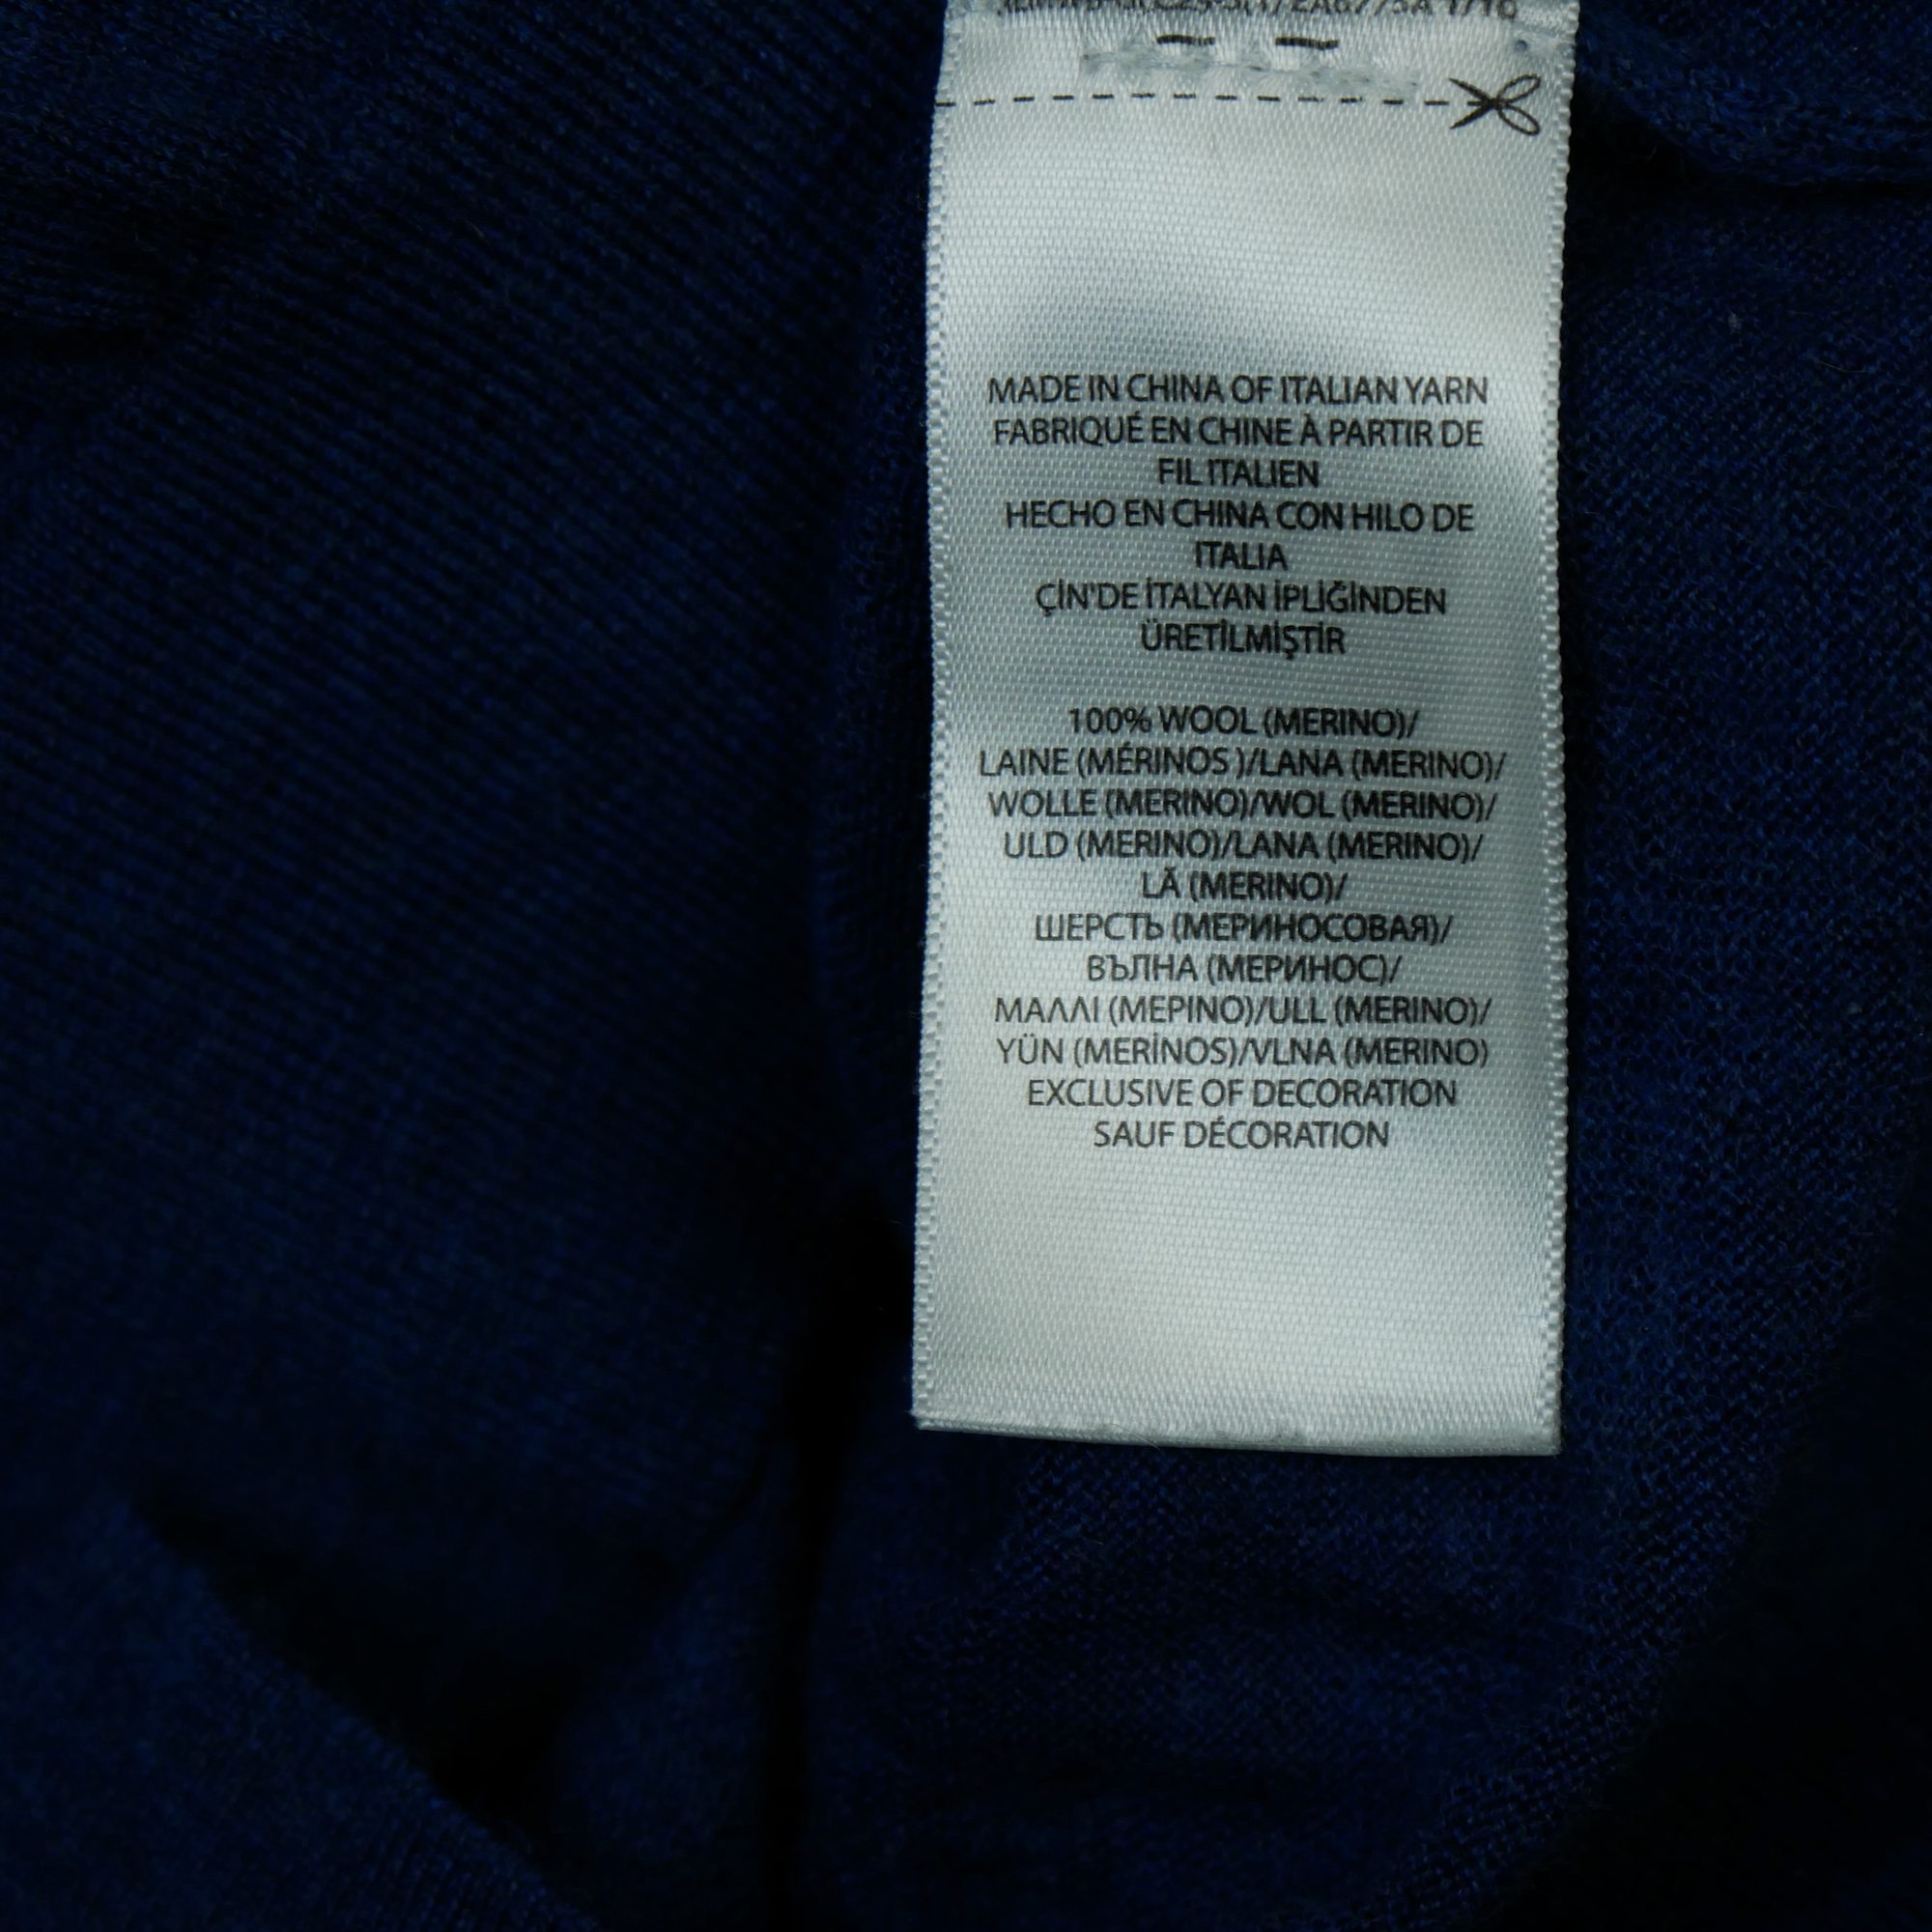 MADE IN CHINA OF ITALIAN YARN
FABRIQUÉ EN CHINE À PARTIR DE
FIL ITALIEN
HECHO EN CHINA CON HILO DE
ITALIA
ÇİN'DE İTALYAN İPLİĞİNDEN
ÜRETİLMİŞTİR
100% WOOL (MERINO)/
LAINE (MÉRINOS )/LANA (MERINO)/
WOLLE (MERINO)/WOL (MERINO)/
ULD (MERINO)/LANA (MERINO)/
LÃ (MERINO)/
ШЕРСТЬ (МЕРИНОСОВАЯ)/
ВЪЛНА (МЕРИНОС)/
ΜΑΛΛΙ (ΜΕΡΙΝΟ)/ULL (MERINO)/
YÜN (MERİNOS)/VLNA (MERINO)
EXCLUSIVE OF DECORATION
SAUF DÉCORATION